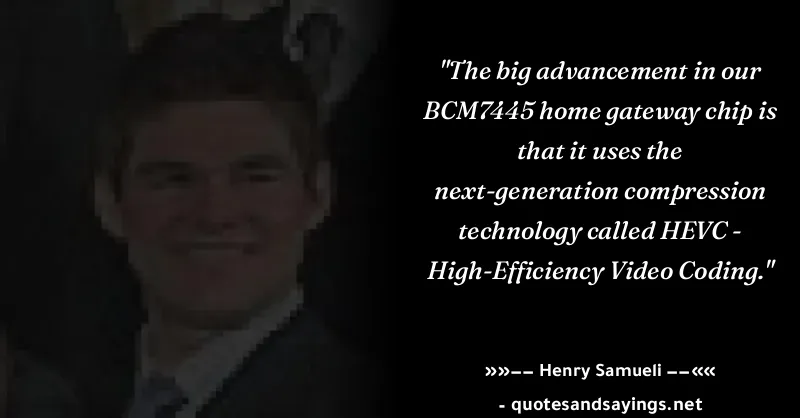 "The big advancement in our
BCM7445 home gateway chip is
that it uses the
next-generation compression
technology called HEVC -
High-Efficiency Video Coding."
»»−− Henry Samueli −−««
- quotesandsayings.net